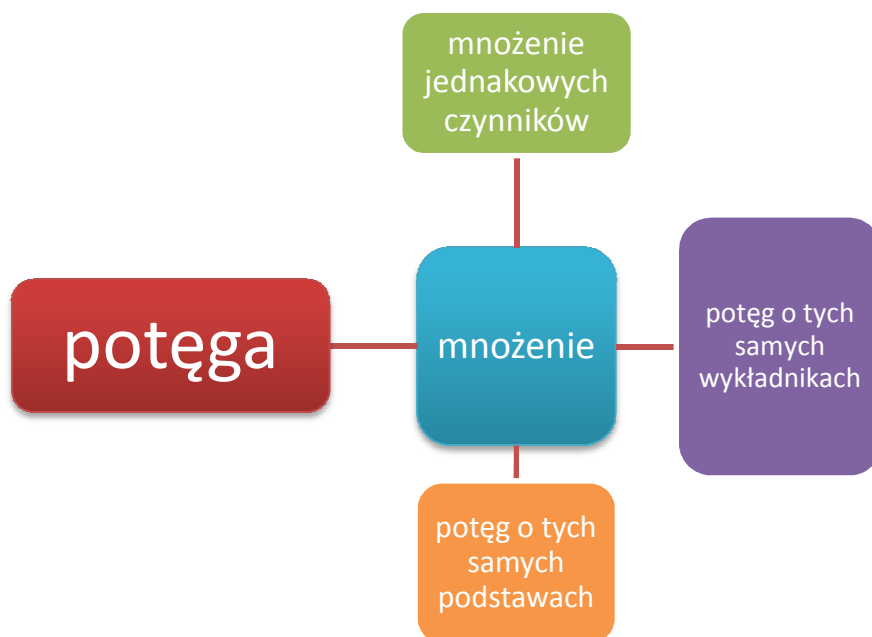 mnożenie
jednakowych
czynników
potęga
mnożenie
potęg o tych
samych
wykładnikach
potęg o tych
samych
podstawach